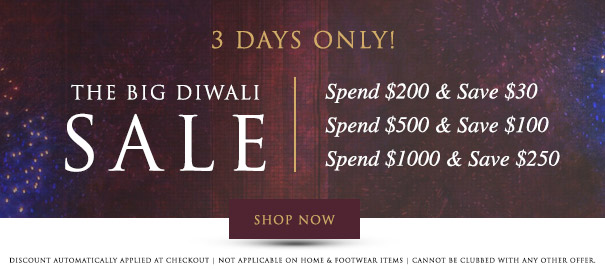 3 DAYS ONLY!
THE BIG DIWALI
SALE
Spend $200 & Save $30
Spend $500 & Save $100
Spend $1000 & Save $250
SHOP NOW
DISCOUNT AUTOMATICALLY APPLIED AT CHECKOUT | NOT APPLICABLE ON HOME & FOOTWEAR ITEMS | CANNOT BE CLUBBED WITH ANY OTHER OFFER.